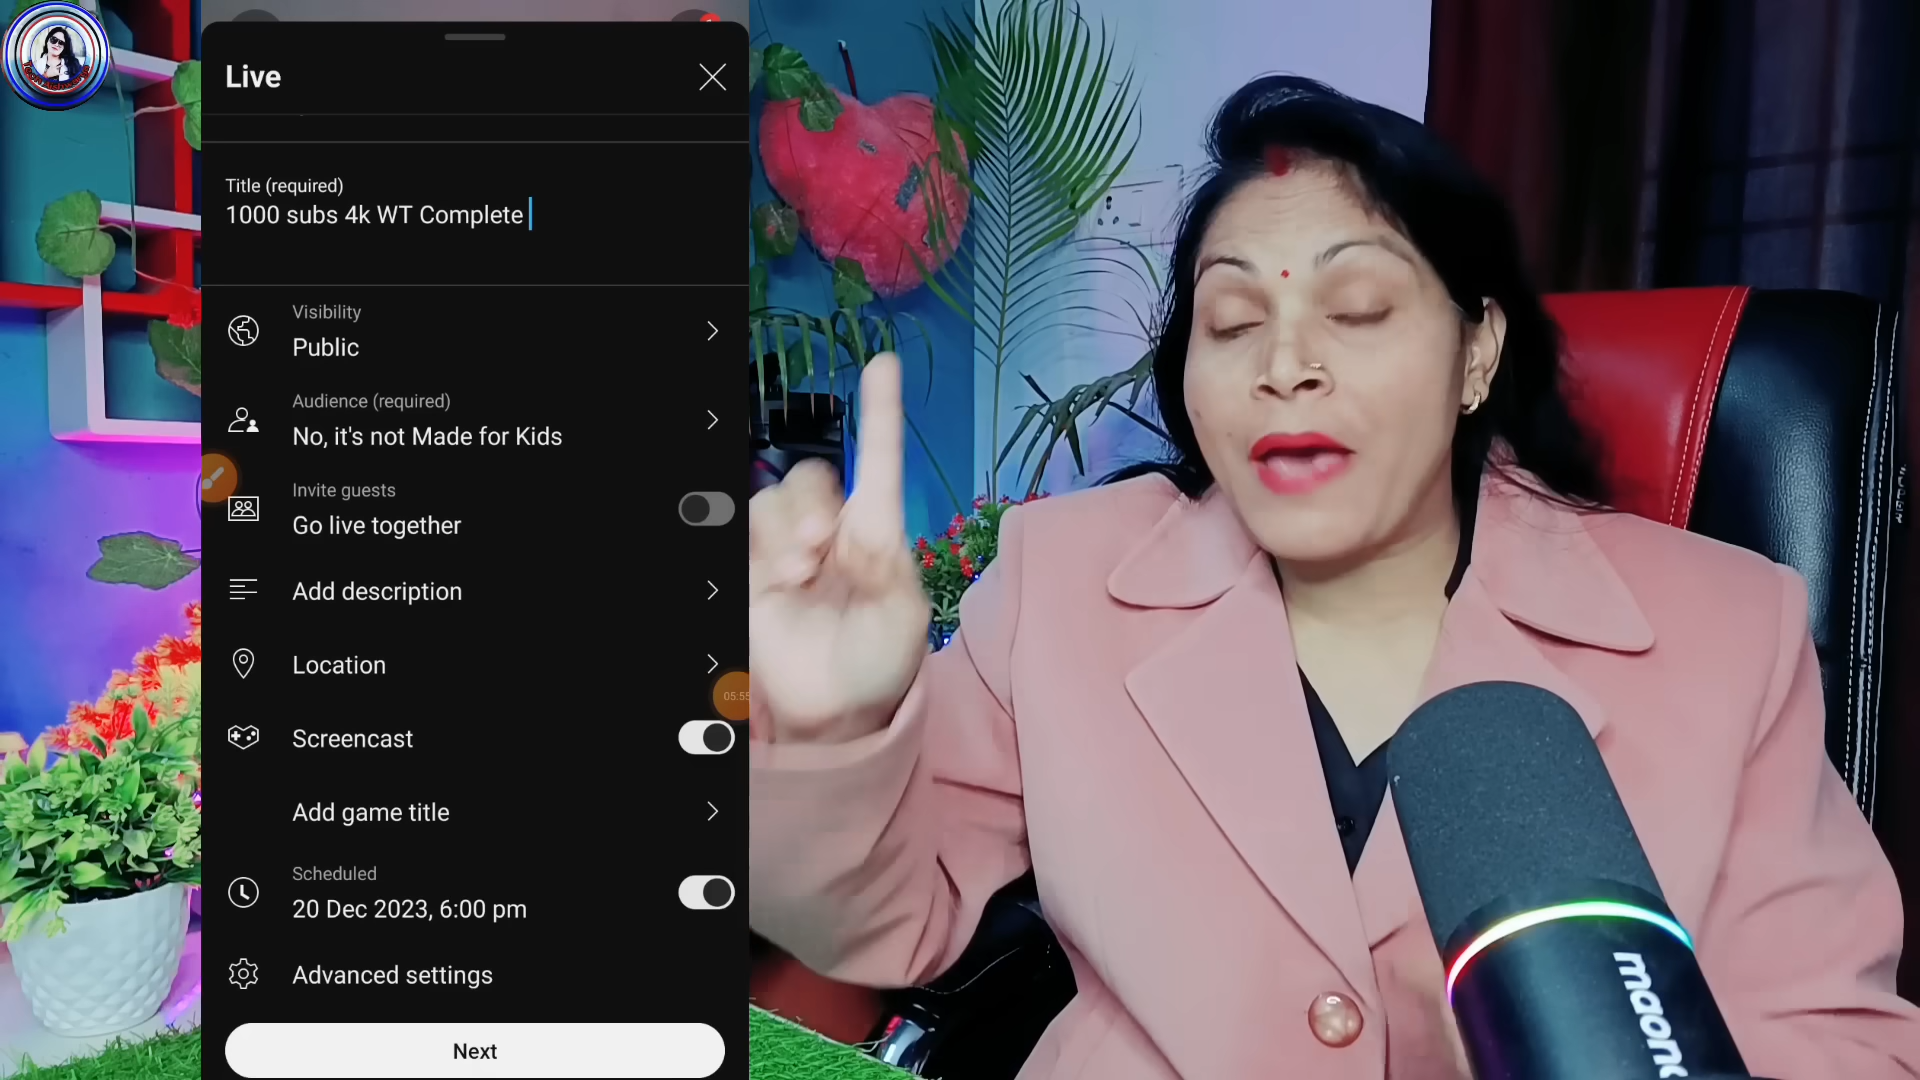 Live
Title (required)
1000 subs 4k WT Complete
Visibility
Public
Audience (required)
No, it's not Made for Kids
Invite guests
Go live together
Add description
Location
05:55
Screencast
Add game title
Scheduled
20 Dec 2023, 6:00 pm
Advanced settings
Next
maono